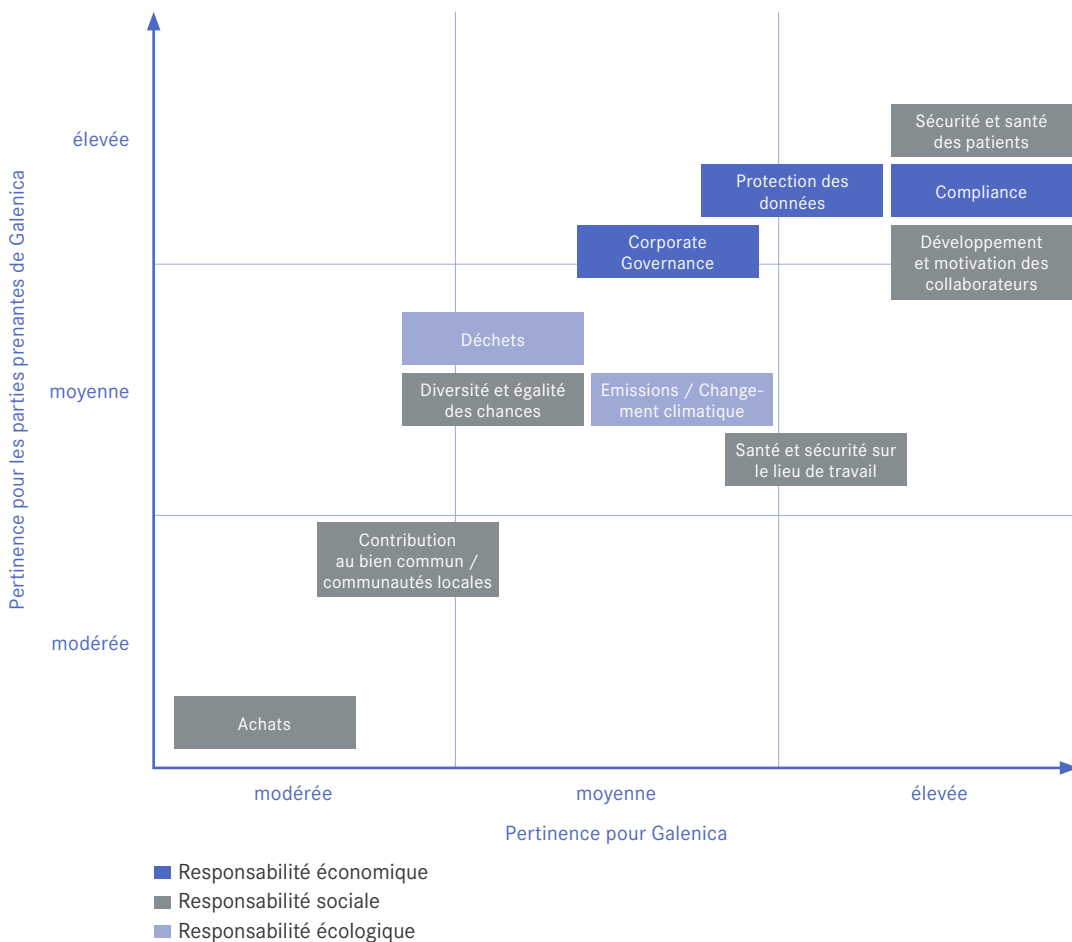 Pertinence pour les parties prenantes de Galenica
élevée
moyenne
modérée
Sécurité et santé
des patients
Protection des
données
Compliance
Corporate
Governance
Développement
et motivation des
collaborateurs
Déchets
Diversité et égalité
des chances
Emissions / Change-
ment climatique
Santé et sécurité sur
le lieu de travail
Contribution
au bien commun /
communautés locales
Achats
modérée
moyenne
élevée
Pertinence pour Galenica
Responsabilité économique
Responsabilité sociale
Responsabilité écologique